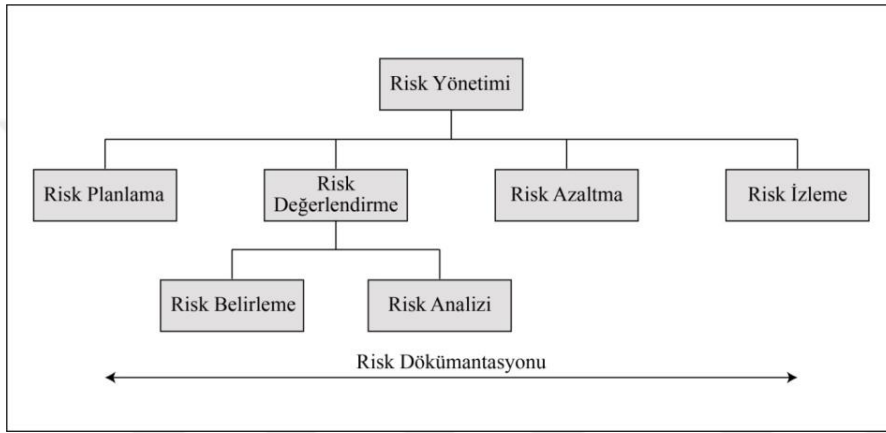 Risk Yönetimi
Risk Planlama
Risk
Değerlendirme
Risk Azaltma
Risk İzleme
Risk Belirleme
Risk Analizi
Risk Dökümantasyonu